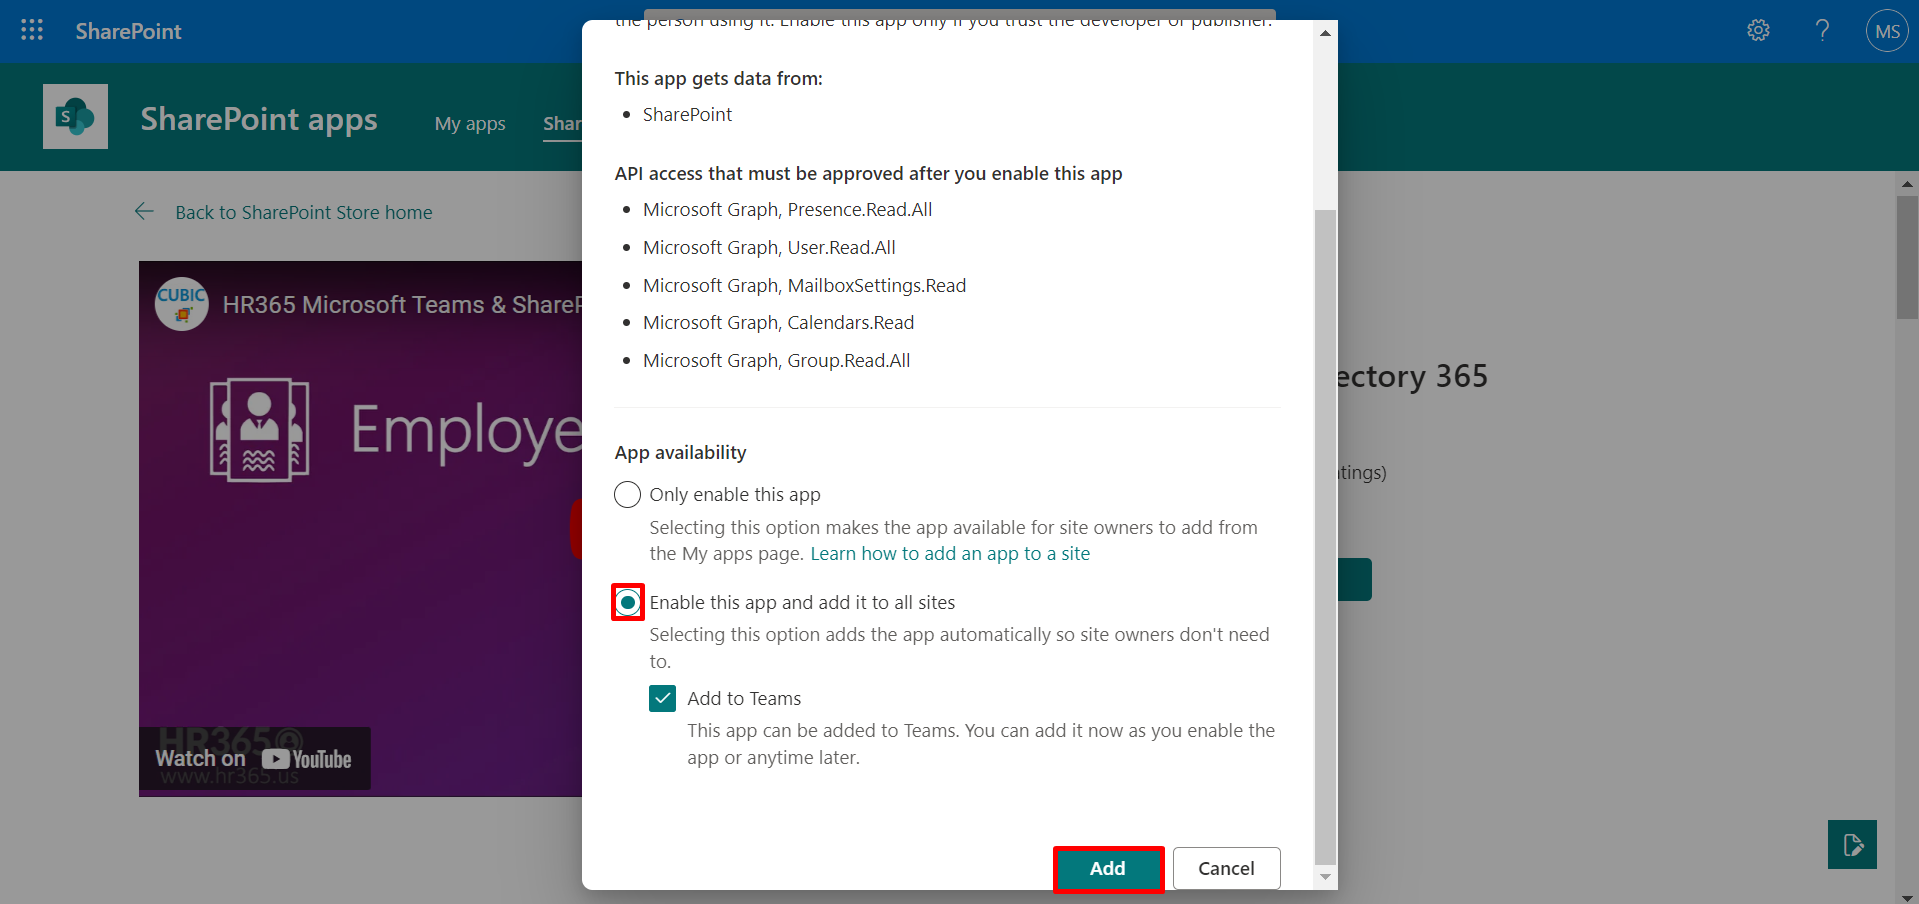 SharePoint
?
MS
SharePoint apps
My apps
Shar
the person using it. Enable this app only if you trust the developer or publisher.
This app gets data from:
• SharePoint
API access that must be approved after you enable this app
• Microsoft Graph, Presence.Read.All
• Microsoft Graph, User.Read.All
• Microsoft Graph, MailboxSettings.Read
• Microsoft Graph, Calendars.Read
• Microsoft Graph, Group.Read.All
App availability
Only enable this app
Selecting this option makes the app available for site owners to add from
the My apps page. Learn how to add an app to a site
Enable this app and add it to all sites
Selecting this option adds the app automatically so site owners don't need
to.
Add to Teams
This app can be added to Teams. You can add it now as you enable the
app or anytime later.
Add
Cancel
Back to SharePoint Store home
CUBIC
HR365 Microsoft Teams & ShareP
Employe
HR365
Watch on YouTube
www.hr365.us
ectory 365
tings)